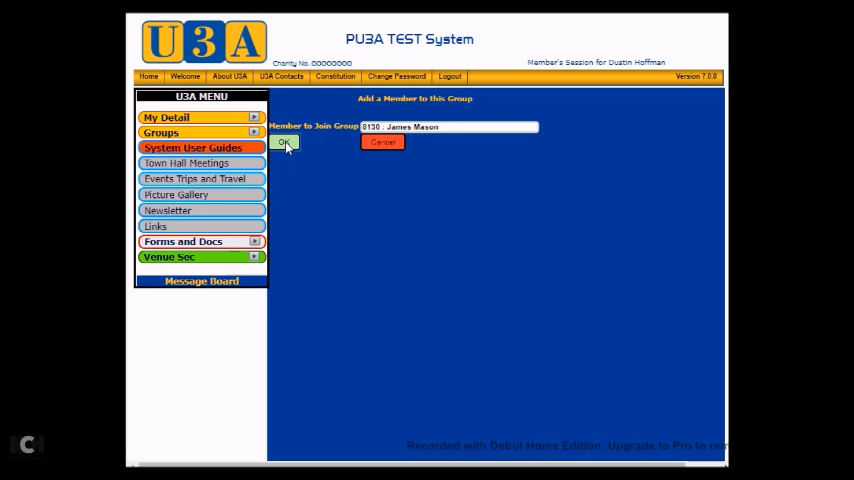 U3A
PU3A TEST System
Charity No. 00000000
Member's Session for Dustin Hoffman
Home Welcome About U3A U3A Contacts Constitution Change Password Logout Version 7.0.8
U3A MENU
My Detail
Groups
System User Guides
Town Hall Meetings
Events Trips and Travel
Picture Gallery
Newsletter
Links
Forms and Docs
Venue Sec
Message Board
Add a Member to this Group
Member to Join Group 8130 : James Mason
OK Cancel
Recorded with Debut Home Edition. Upgrade to Pro to rem
NCH